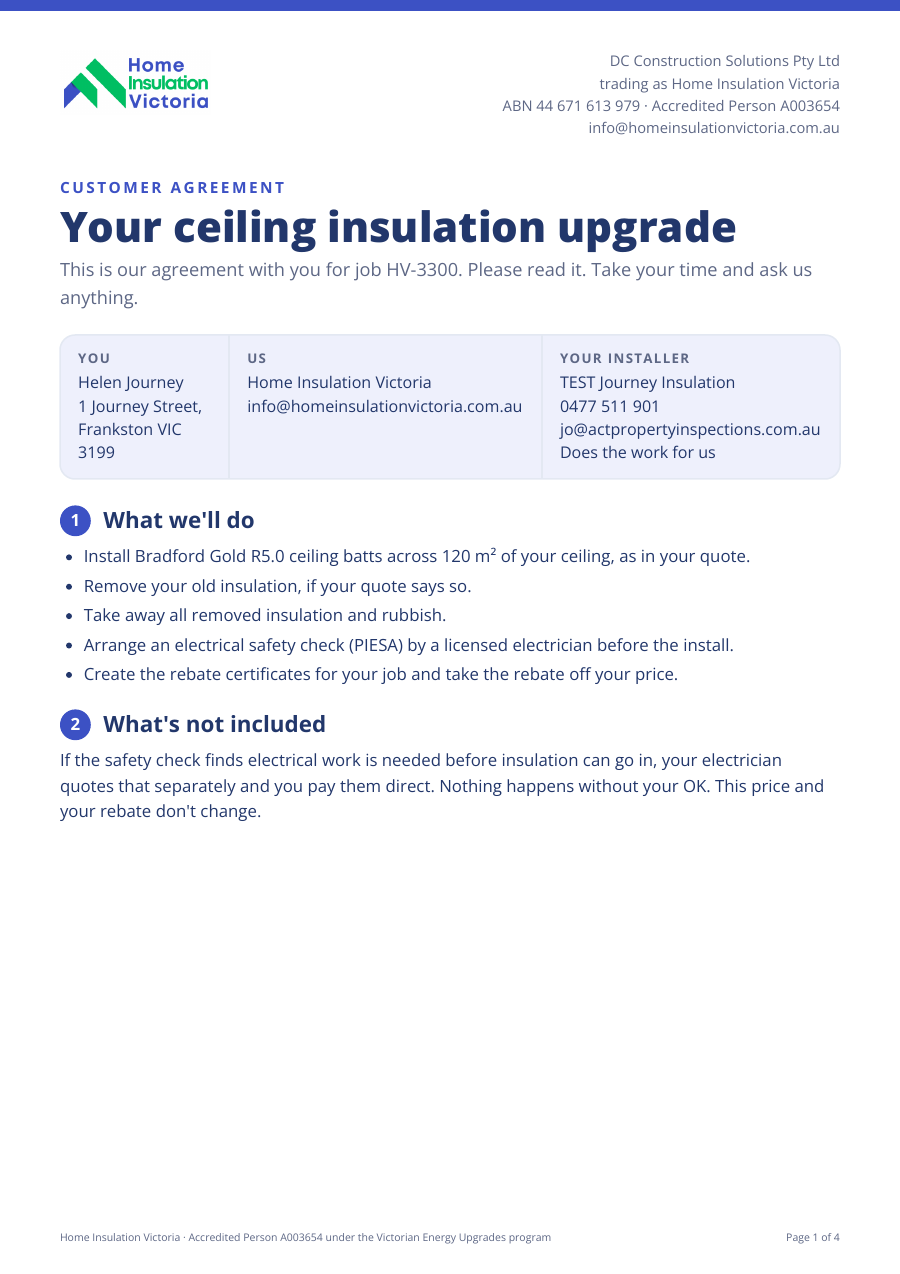 Home
Insulation
Victoria
DC Construction Solutions Pty Ltd
trading as Home Insulation Victoria
ABN 44 671 613 979 · Accredited Person A003654
info@homeinsulationvictoria.com.au
CUSTOMER AGREEMENT
Your ceiling insulation upgrade
This is our agreement with you for job HV-3300. Please read it. Take your time and ask us
anything.
YOU
Helen Journey
1 Journey Street,
Frankston VIC
3199
US
Home Insulation Victoria
info@homeinsulationvictoria.com.au
YOUR INSTALLER
TEST Journey Insulation
0477 511 901
jo@actpropertyinspections.com.au
Does the work for us
1 What we'll do
• Install Bradford Gold R5.0 ceiling batts across 120 m² of your ceiling, as in your quote.
• Remove your old insulation, if your quote says so.
• Take away all removed insulation and rubbish.
• Arrange an electrical safety check (PIESA) by a licensed electrician before the install.
• Create the rebate certificates for your job and take the rebate off your price.
2 What's not included
If the safety check finds electrical work is needed before insulation can go in, your electrician
quotes that separately and you pay them direct. Nothing happens without your OK. This price and
your rebate don't change.
Home Insulation Victoria · Accredited Person A003654 under the Victorian Energy Upgrades program
Page 1 of 4